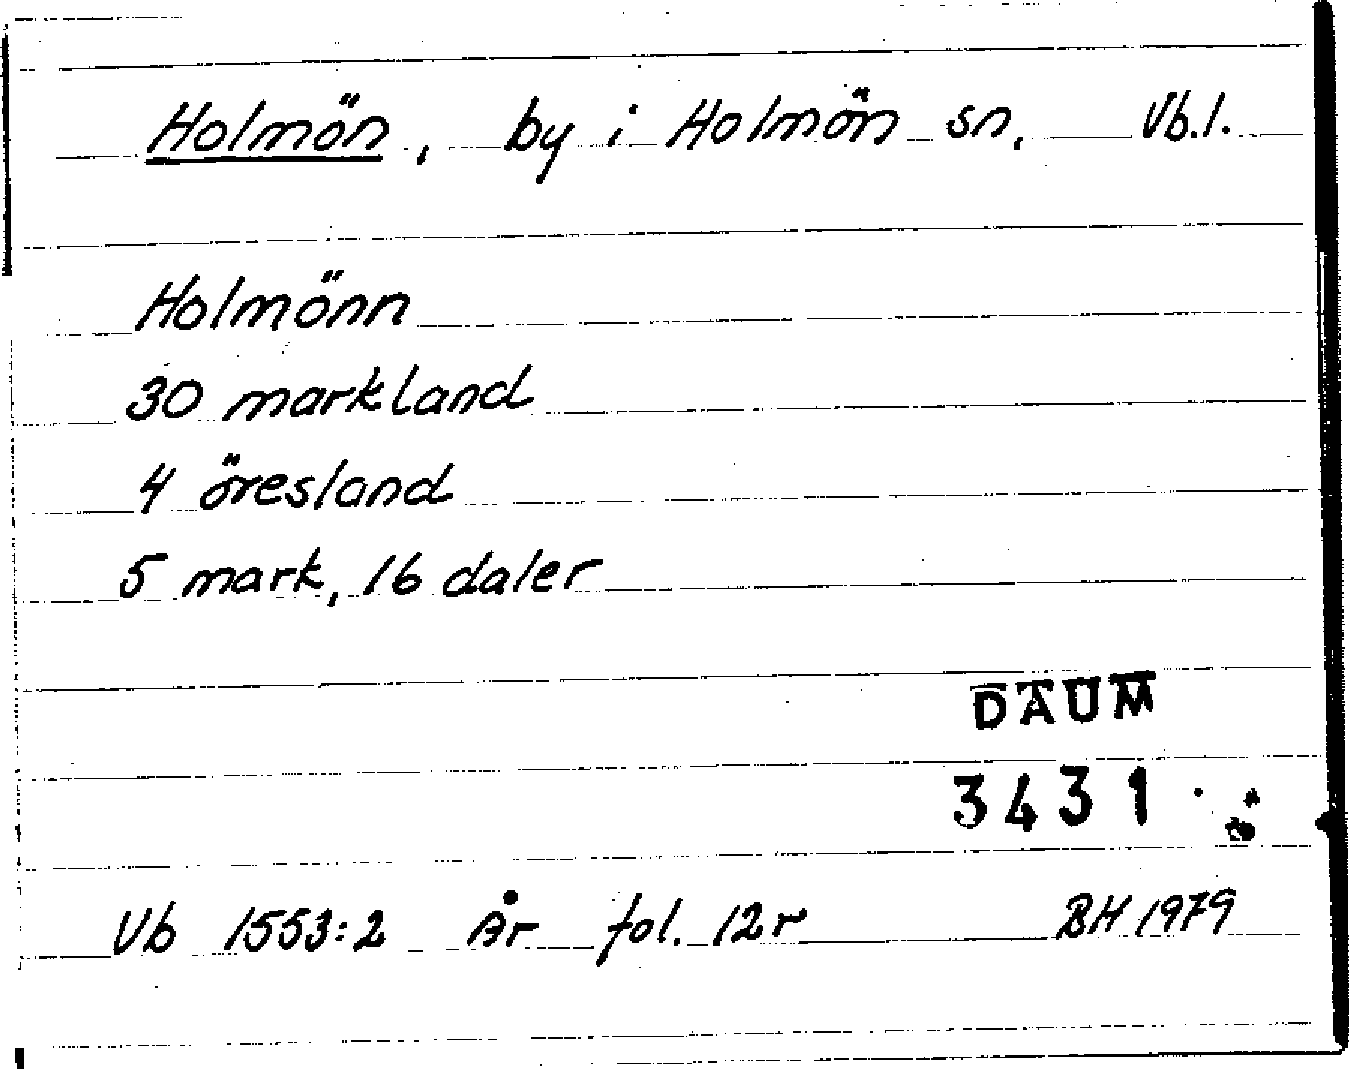 Holmön, by i Holmön sn. Vb.l.
Holmönn
30 markland
4 öresland
5 mark, 16 daler
DAUM
3431
Vb 1553:2 År fol. 12r BH 1979